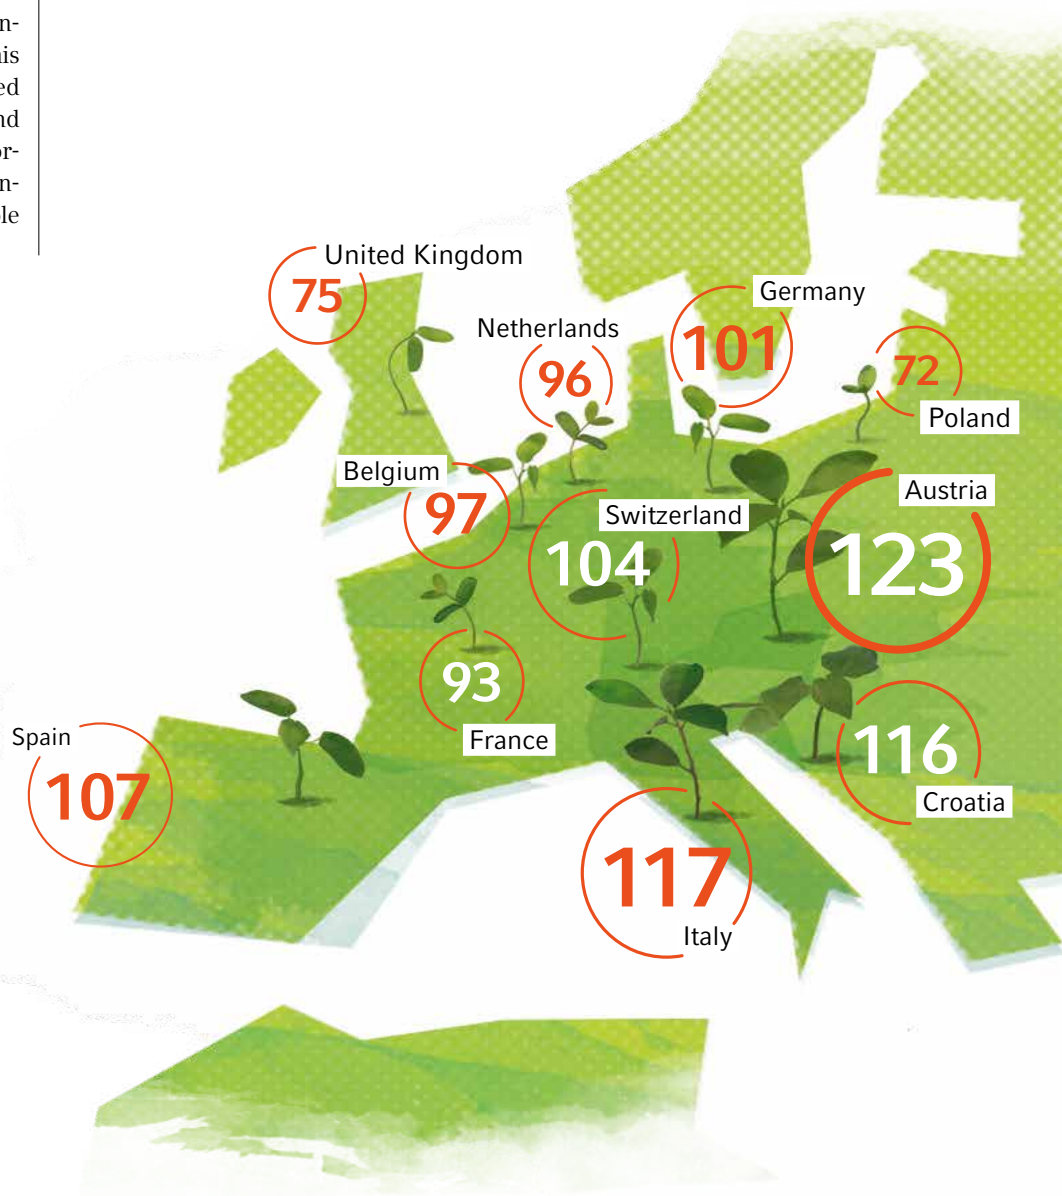 United Kingdom
75
Germany
Netherlands
101
96
72
Poland
Belgium
Austria
97
Switzerland
104
123
93
France
Spain
107
116
Croatia
117
Italy